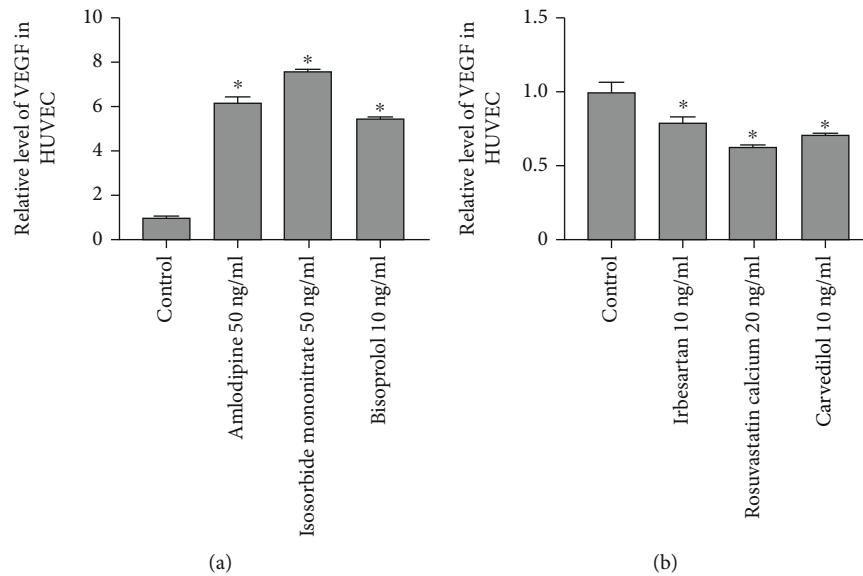 Relative level of VEGF in
HUVEC
10
8
6
4
2
0
*
*
*
Control
Amlodipine 50 ng/ml
Isosorbide mononitrate 50 ng/ml
Bisoprolol 10 ng/ml
(a)
Relative level of VEGF in
HUVEC
1.5
1.0
0.5
0
*
*
*
Control
Irbesartan 10 ng/ml
Rosuvastatin calcium 20 ng/ml
Carvedilol 10 ng/ml
(b)